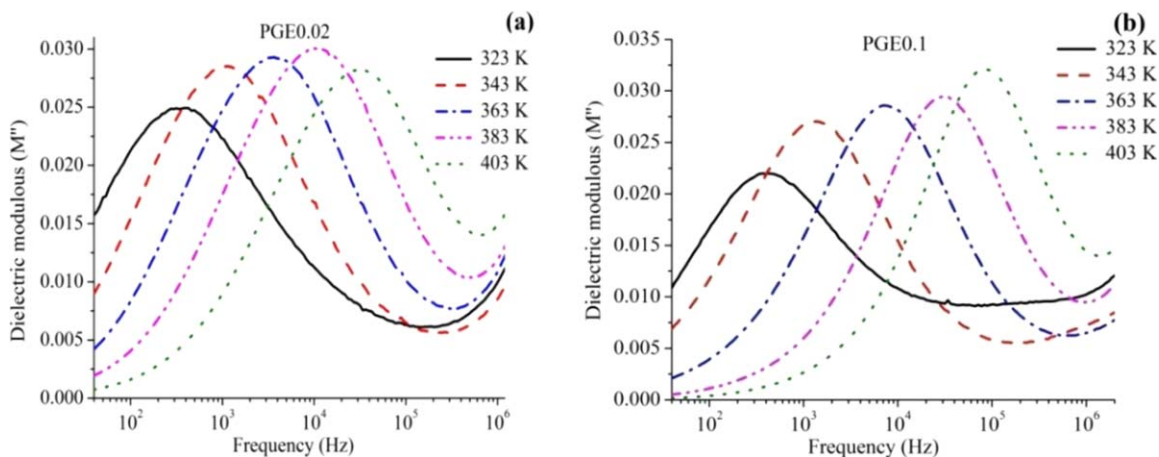 (a)
PGE0.02
0.030
0.025
0.020
0.015
0.010
0.005
0.000
Dielectric modulous (M'')
323 K
343 K
363 K
383 K
403 K
10² 10³ 10⁴ 10⁵ 10⁶
Frequency (Hz)
(b)
PGE0.1
0.035
0.030
0.025
0.020
0.015
0.010
0.005
0.000
Dielectric modulous (M'')
323 K
343 K
363 K
383 K
403 K
10² 10³ 10⁴ 10⁵ 10⁶
Frequency (Hz)